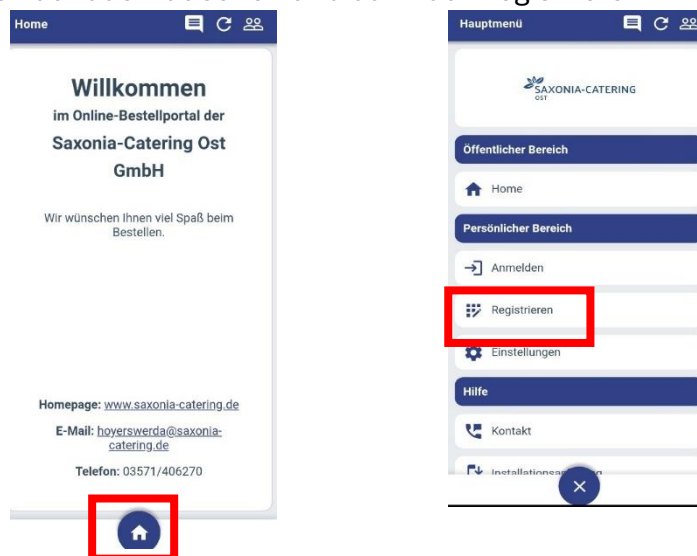 Home
Willkommen
im Online-Bestellportal der
Saxonia-Catering Ost
GmbH
Wir wünschen Ihnen viel Spaß beim
Bestellen.
Homepage: www.saxonia-catering.de
E-Mail: hoyerswerda@saxonia-
catering.de
Telefon: 03571/406270
Hauptmenü
SAXONIA-CATERING
OST
Öffentlicher Bereich
Home
Persönlicher Bereich
Anmelden
Registrieren
Einstellungen
Hilfe
Kontakt